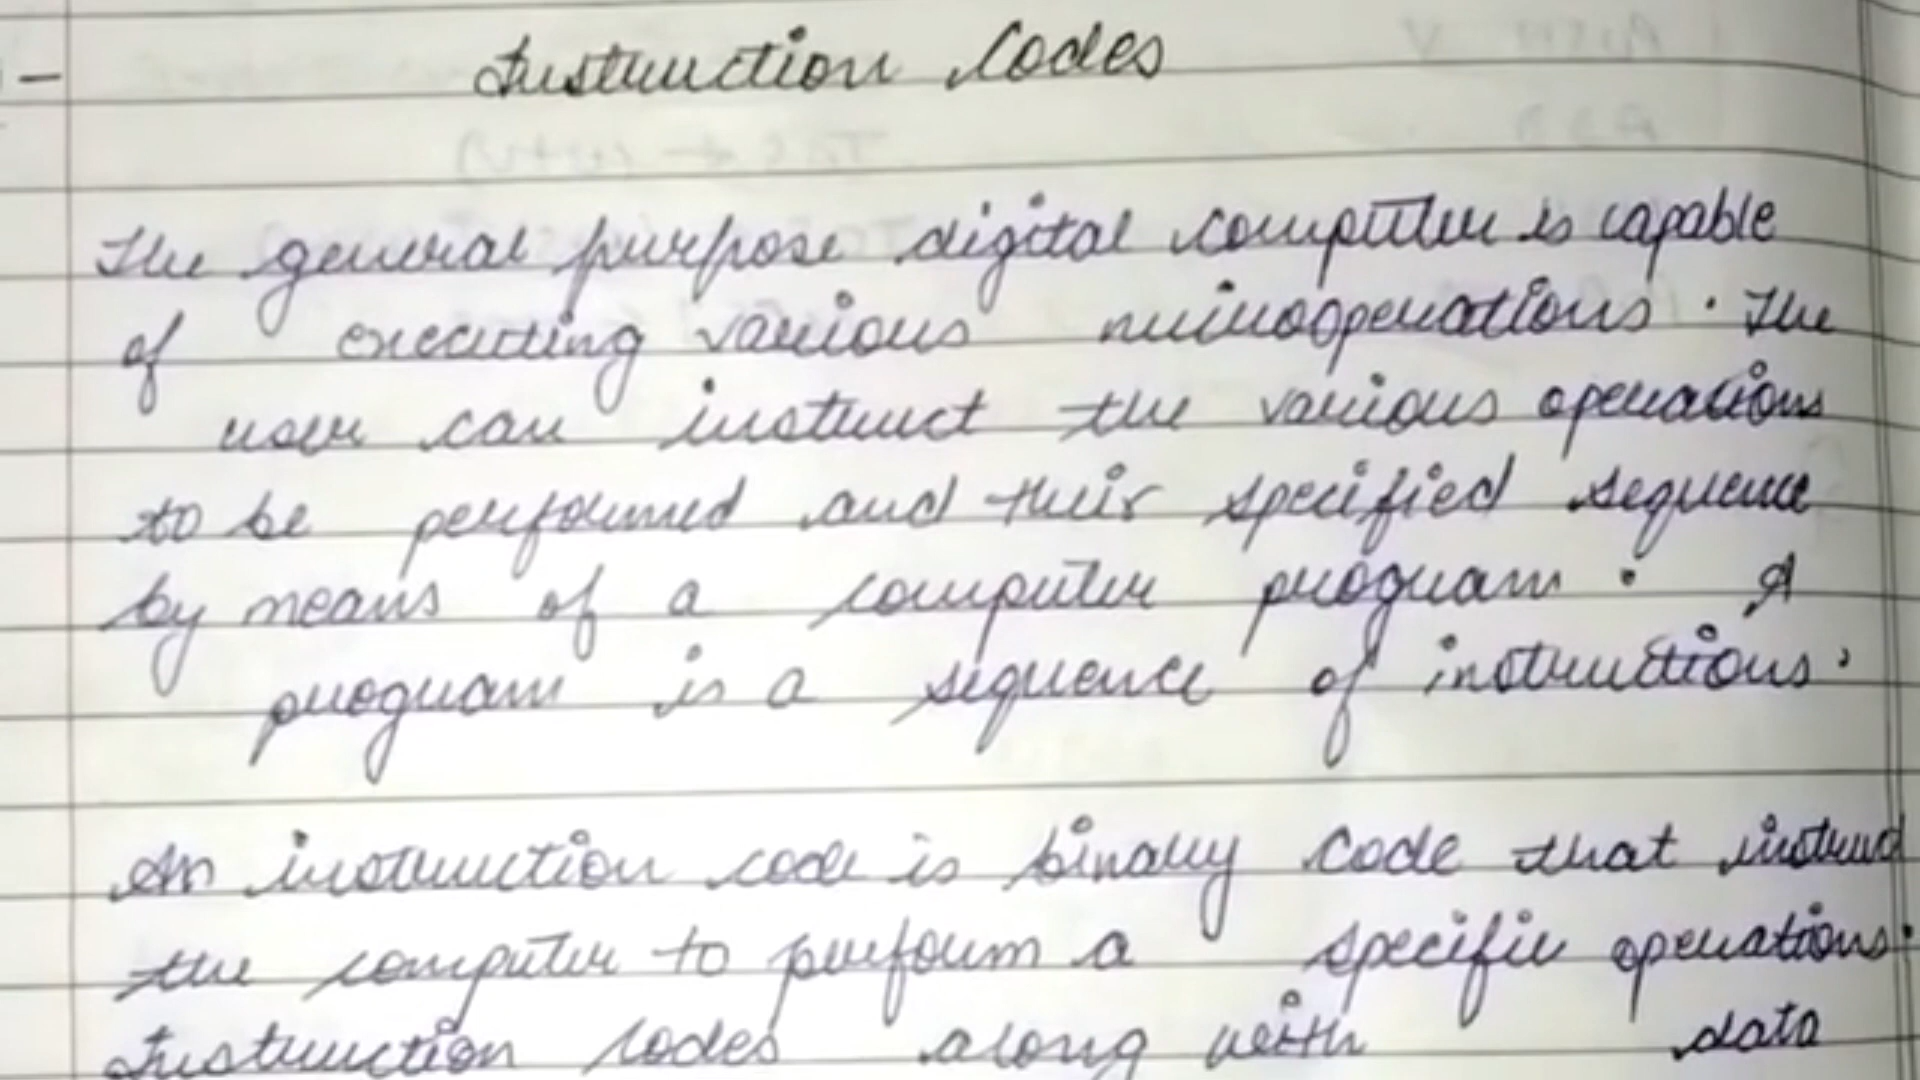 Instruction Codes
The general purpose digital computer is capable
of executing various microoperations. The
user can instruct the various operations
to be performed and their specified sequence
by means of a computer program. A
program is a sequence of instructions.
An instruction code is binary code that instruct
the computer to perform a specific operations.
Instruction codes along with data